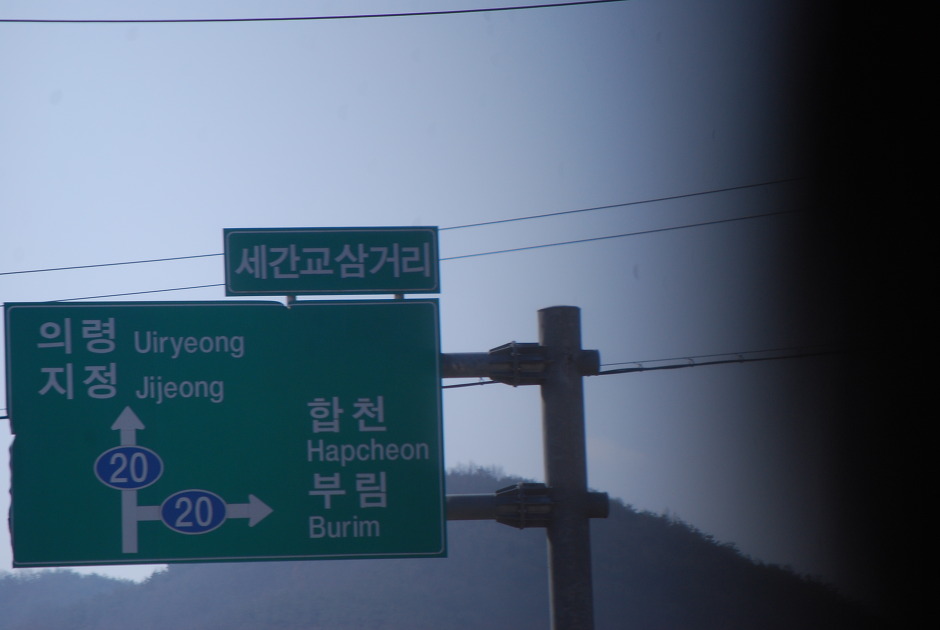 세간교삼거리
의령 Uiryeong
지정 Jijeong
20
20
합천
Hapcheon
부림
Burim